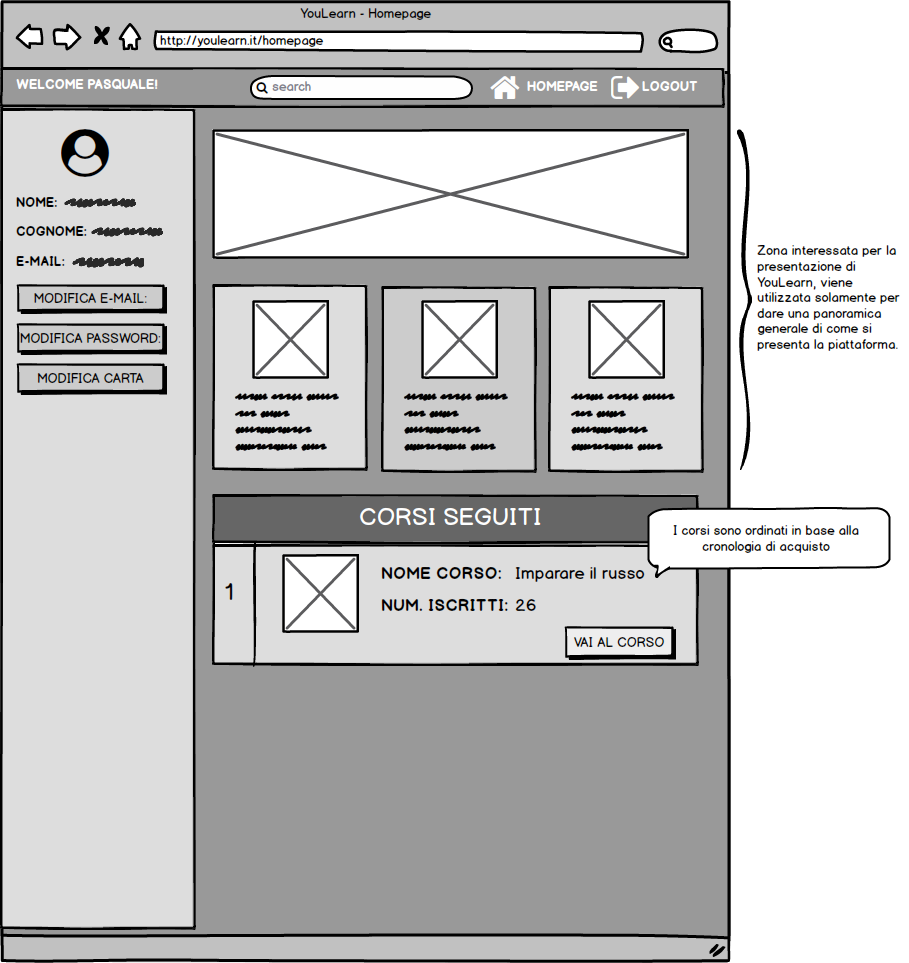 YouLearn - Homepage
http://youlearn.it/homepage
WELCOME PASQUALE!
search
HOMEPAGE
LOGOUT
NOME:
COGNOME:
E-MAIL:
MODIFICA E-MAIL:
MODIFICA PASSWORD:
MODIFICA CARTA
Zona interessata per la
presentazione di
YouLearn, viene
utilizzata solamente per
dare una panoramica
generale di come si
presenta la piattaforma.
CORSI SEGUITI
I corsi sono ordinati in base alla
cronologia di acquisto
1
NOME CORSO: Imparare il russo
NUM. ISCRITTI: 26
VAI AL CORSO